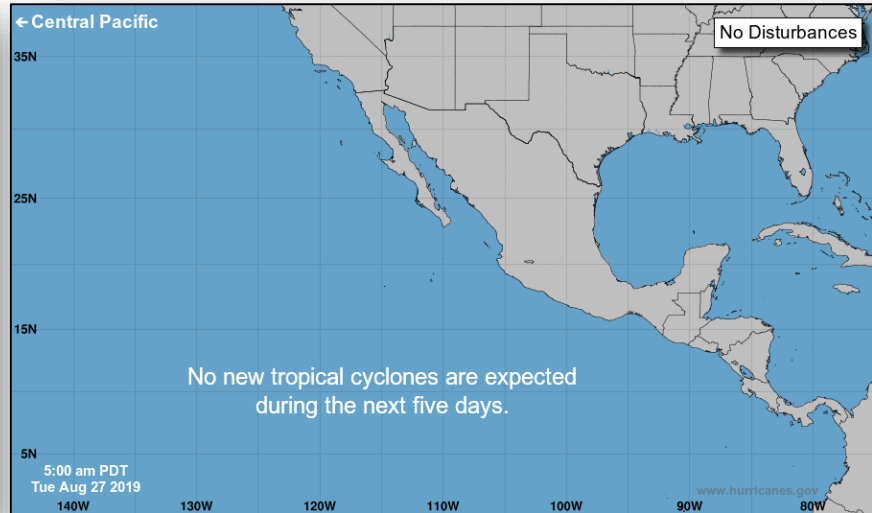 ← Central Pacific
No Disturbances
35N
25N
15N
No new tropical cyclones are expected
during the next five days.
5N
5:00 am PDT
Tue Aug 27 2019
www.hurricanes.gov
140W 130W 120W 110W 100W 90W 80W